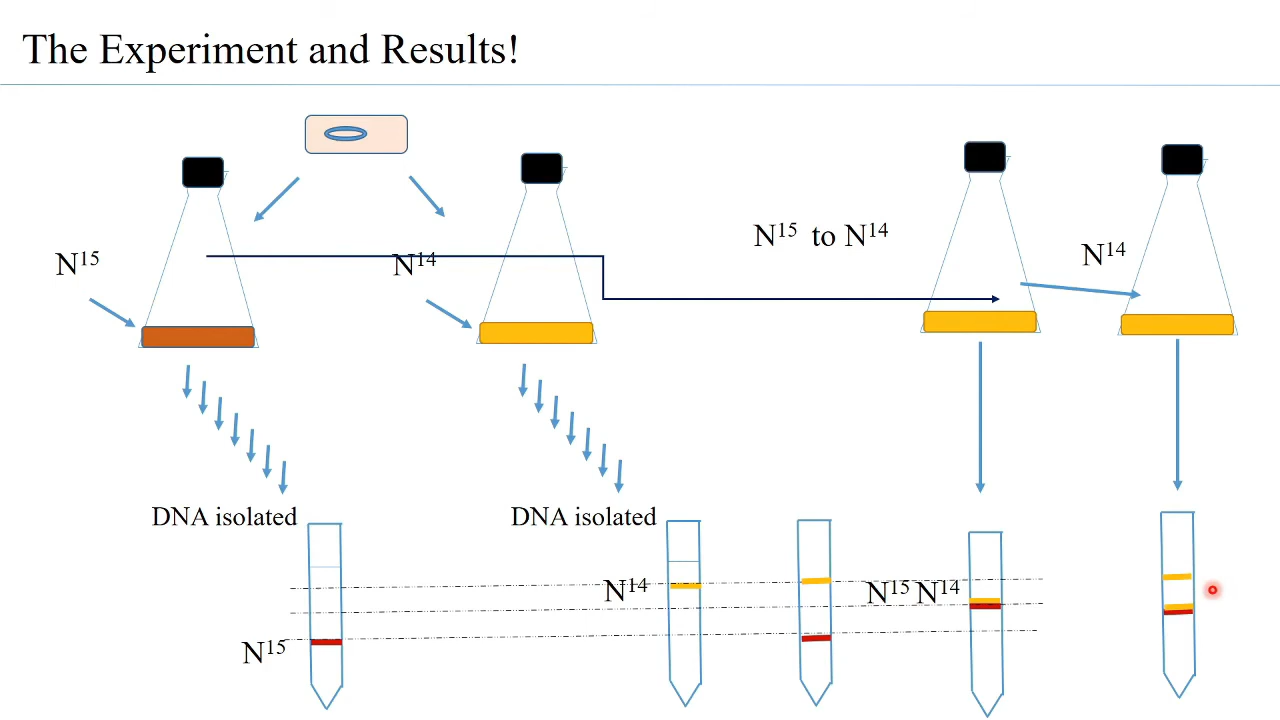 The Experiment and Results!
N¹⁵
N¹⁴
N¹⁵ to N¹⁴
N¹⁴
DNA isolated
DNA isolated
N¹⁴
N¹⁵ N¹⁴
N¹⁵